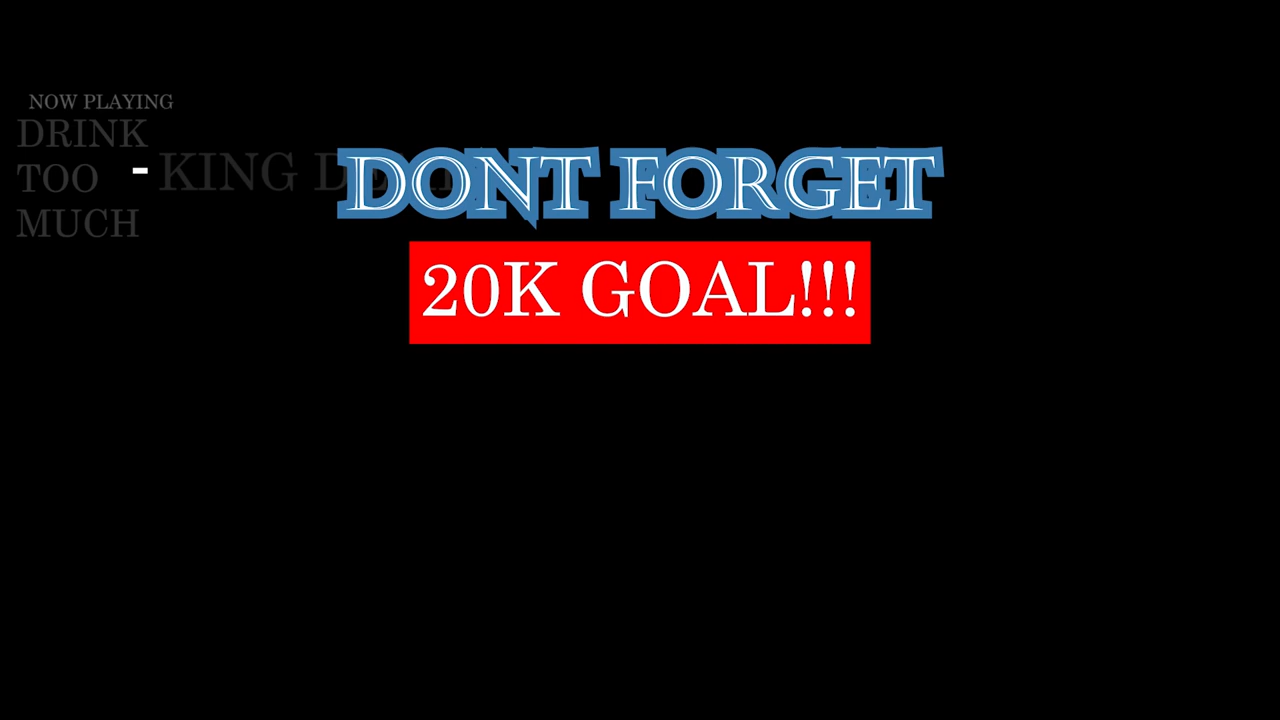 NOW PLAYING
DRINK
TOO
MUCH
- KING
DONT FORGET
20K GOAL!!!